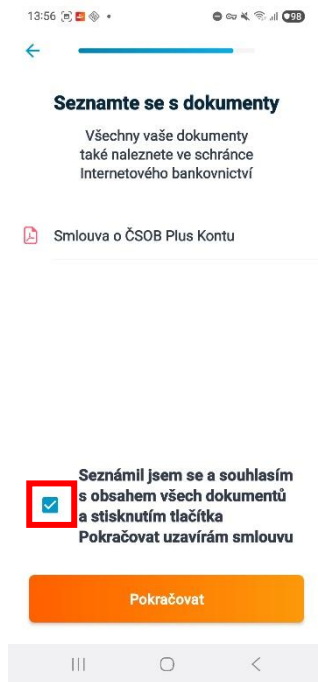 13:56
98
Seznamte se s dokumenty
Všechny vaše dokumenty
také naleznete ve schránce
Internetového bankovnictví
Smlouva o ČSOB Plus Kontu
Seznámil jsem se a souhlasím
s obsahem všech dokumentů
a stisknutím tlačítka
Pokračovat uzavírám smlouvu
Pokračovat